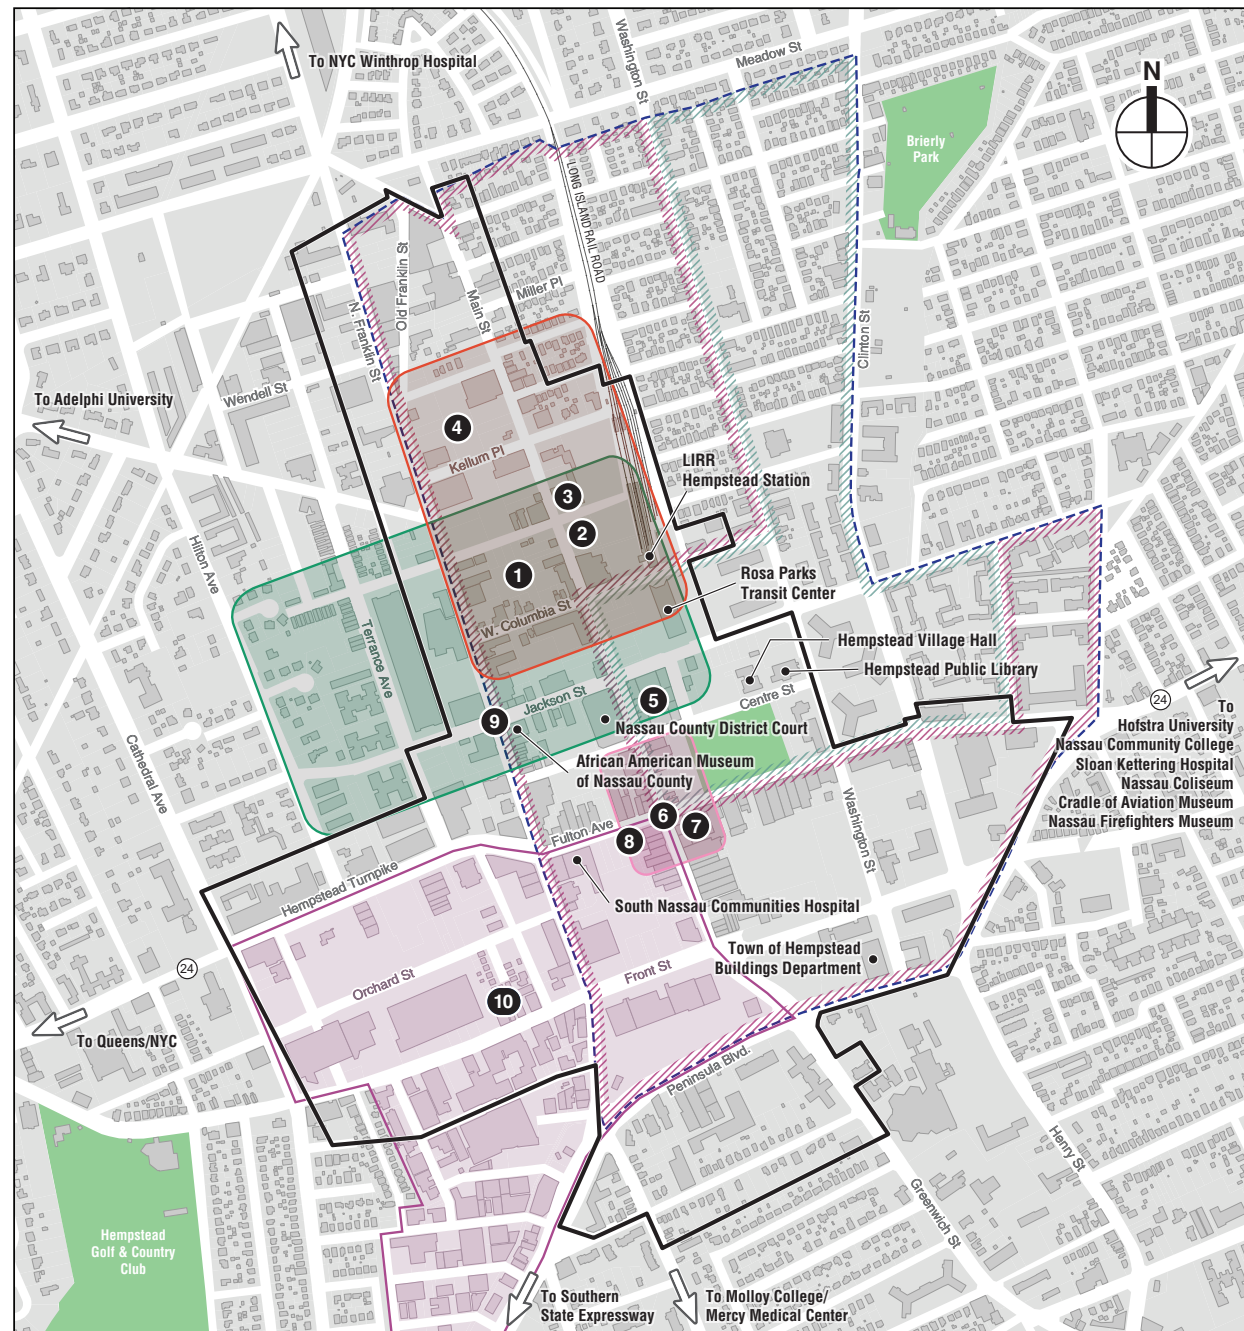 To NYC Winthrop Hospital
Washington St
Meadow St
N
Brierly
Park
LONG ISLAND RAIL ROAD
Old Franklin St
N. Franklin St
Main St
Miller Pl
Clinton St
Wendell St
To Adelphi University
4
Kellum Pl
LIRR
Hempstead Station
3
2
1
Hilton Ave
Rosa Parks
Transit Center
W. Columbia St
Terrance Ave
Hempstead Village Hall
Hempstead Public Library
Jackson St
5
Centre St
24
9
Nassau County District Court
To
Hofstra University
Nassau Community College
Sloan Kettering Hospital
Nassau Coliseum
Cradle of Aviation Museum
Nassau Firefighters Museum
African American Museum
of Nassau County
Cathedral Ave
Washington St
Fulton Ave
6
7
8
Hempstead Turnpike
South Nassau Communities Hospital
Town of Hempstead
Buildings Department
24
Orchard St
Front St
10
To Queens/NYC
Peninsula Blvd.
Henry St
Greenwich St
Hempstead
Golf & Country
Club
To Southern
State Expressway
To Molloy College/
Mercy Medical Center